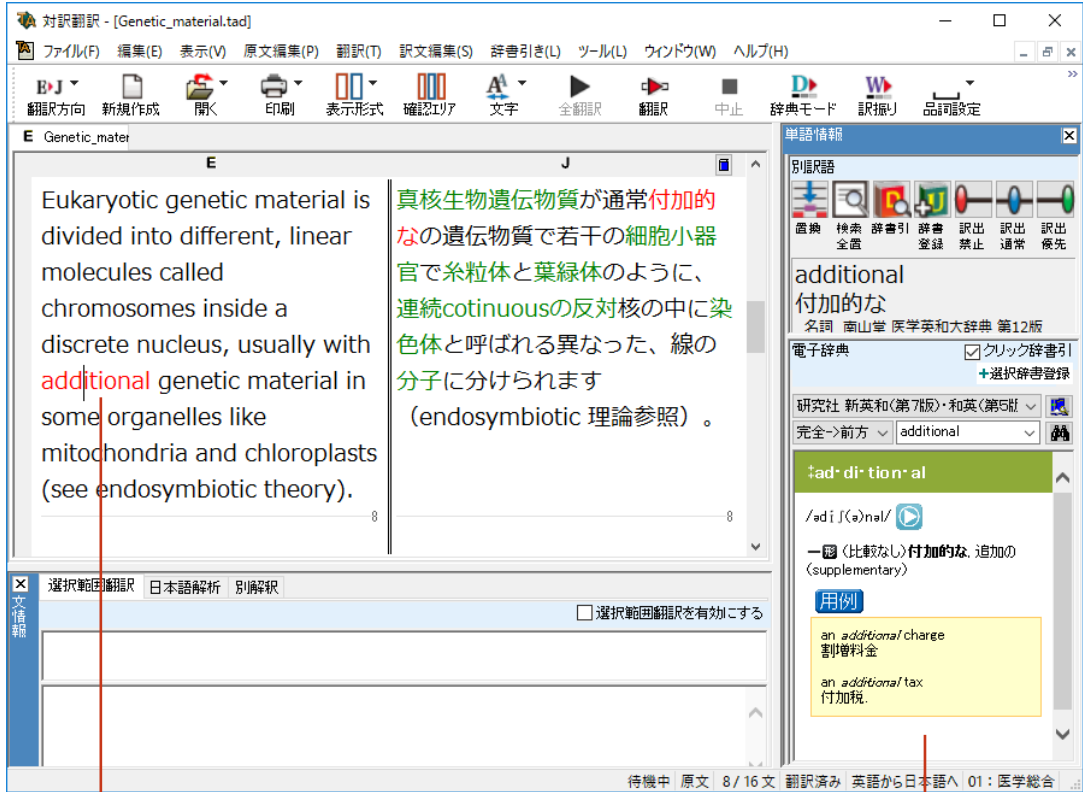 対訳翻訳 - [Genetic_material.tad]
ファイル(F) 編集(E) 表示(V) 原文編集(P) 翻訳(T) 訳文編集(S) 辞書引き(L) ツール(L) ウインドウ(W) ヘルプ(H)
E▸J
翻訳方向 新規作成 開く 印刷 表示形式 確認エリア 文字 全翻訳 翻訳 中止 辞典モード 訳振り 品詞設定
E Genetic_mater
E
J
Eukaryotic genetic material is
divided into different, linear
molecules called
chromosomes inside a
discrete nucleus, usually with
additional genetic material in
some organelles like
mitochondria and chloroplasts
(see endosymbiotic theory).
8
真核生物遺伝物質が通常付加的
なの遺伝物質で若干の細胞小器
官で糸粒体と葉緑体のように、
連続cotinuousの反対核の中に染
色体と呼ばれる異なった、線の
分子に分けられます
（endosymbiotic 理論参照）。
8
単語情報
別訳語
置換 検索全置 辞書引 辞書登録 訳出禁止 訳出通常 訳出優先
additional
付加的な
名詞 南山堂 医学英和大辞典 第12版
電子辞典 クリック辞書引
+選択辞書登録
研究社 新英和(第7版)・和英(第5版
完全->前方 additional
‡ad･di･tion･al
/ədíʃ(ə)nəl/
━形 (比較なし)付加的な, 追加の
(supplementary)
用例
an additional charge
割増料金
an additional tax
付加税.
文情報
選択範囲翻訳 日本語解析 別解釈
選択範囲翻訳を有効にする
待機中 原文 8 / 16 文 翻訳済み 英語から日本語へ 01：医学総合